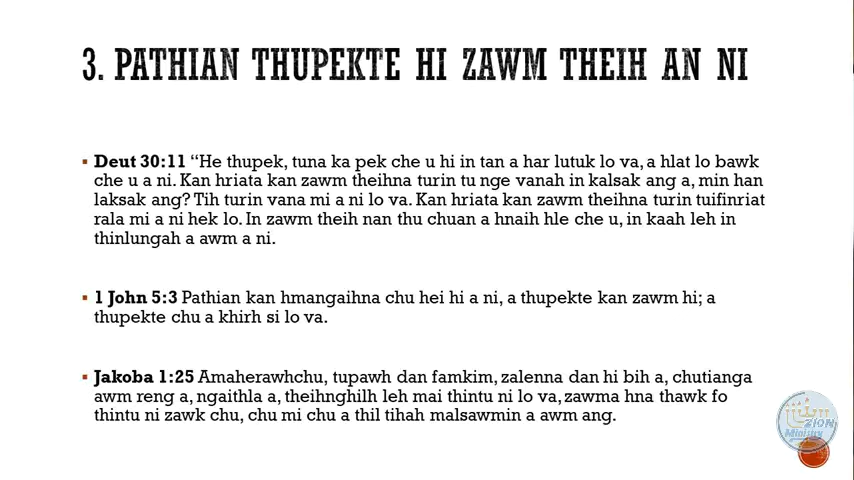 3. PATHIAN THUPEKTE HI ZAWM THEIH AN NI
▪ Deut 30:11 “He thupek, tuna ka pek che u hi in tan a har lutuk lo va, a hlat lo bawk
che u a ni. Kan hriata kan zawm theihna turin tu nge vanah in kalsak ang a, min han
laksak ang? Tih turin vana mi a ni lo va. Kan hriata kan zawm theihna turin tuifinriat
rala mi a ni hek lo. In zawm theih nan thu chuan a hnaih hle che u, in kaah leh in
thinlungah a awm a ni.
▪ 1 John 5:3 Pathian kan hmangaihna chu hei hi a ni, a thupekte kan zawm hi; a
thupekte chu a khirh si lo va.
▪ Jakoba 1:25 Amaherawhchu, tupawh dan famkim, zalenna dan hi bih a, chutianga
awm reng a, ngaithla a, theihnghilh leh mai thintu ni lo va, zawma hna thawk fo
thintu ni zawk chu, chu mi chu a thil tihah malsawmin a awm ang.
ZION
Ministry